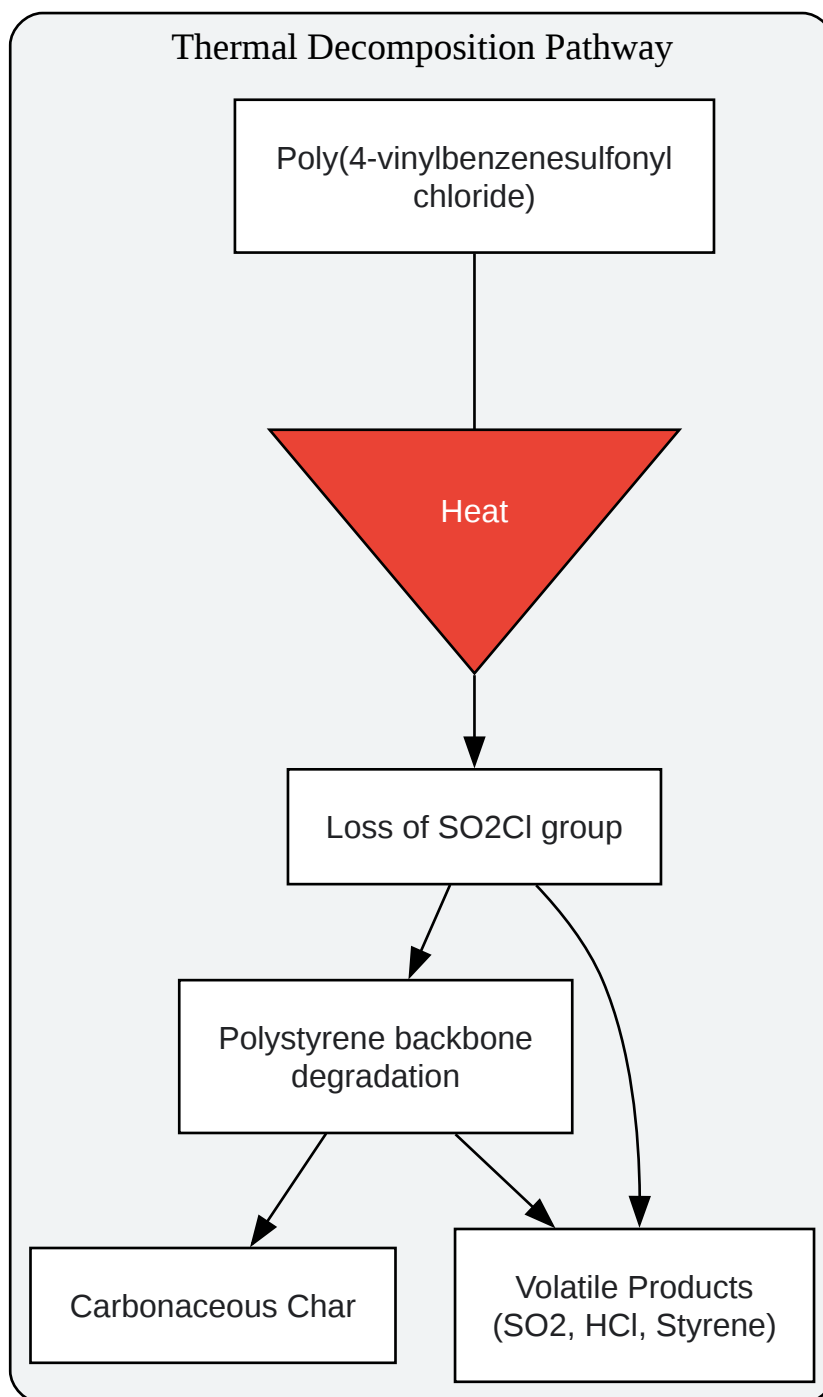 Thermal Decomposition Pathway
Poly(4-vinylbenzenesulfonyl
chloride)
Heat
Loss of SO2Cl group
Polystyrene backbone
degradation
Carbonaceous Char
Volatile Products
(SO2, HCl, Styrene)